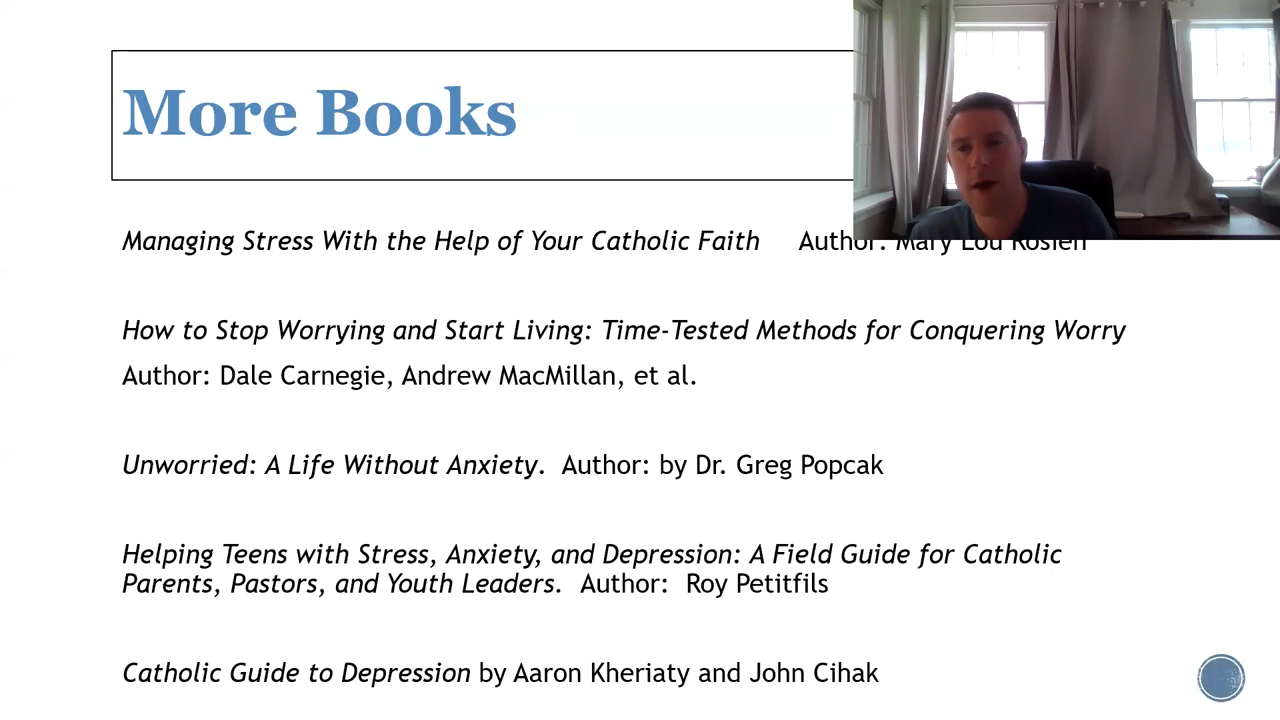 More Books
Managing Stress With the Help of Your Catholic Faith Author: Mary Lou Rosien
How to Stop Worrying and Start Living: Time-Tested Methods for Conquering Worry
Author: Dale Carnegie, Andrew MacMillan, et al.
Unworried: A Life Without Anxiety. Author: by Dr. Greg Popcak
Helping Teens with Stress, Anxiety, and Depression: A Field Guide for Catholic
Parents, Pastors, and Youth Leaders. Author: Roy Petitfils
Catholic Guide to Depression by Aaron Kheriaty and John Cihak